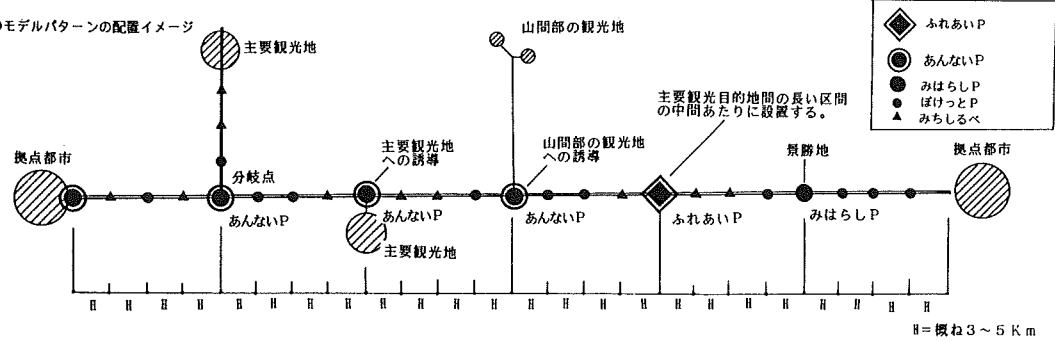 のモデルパターンの配置イメージ
主要観光地
山間部の観光地
ふれあいP
あんないP
みはらしP
ぽけっとP
みちしるべ
主要観光目的地間の長い区間
の中間あたりに設置する。
拠点都市
分岐点
主要観光地
への誘導
山間部の観光地
への誘導
景勝地
拠点都市
あんないP
あんないP
主要観光地
あんないP
ふれあいP
みはらしP
H H H H H H H H H H H H H H H H H H H H H H H H
H=概ね3~5Km